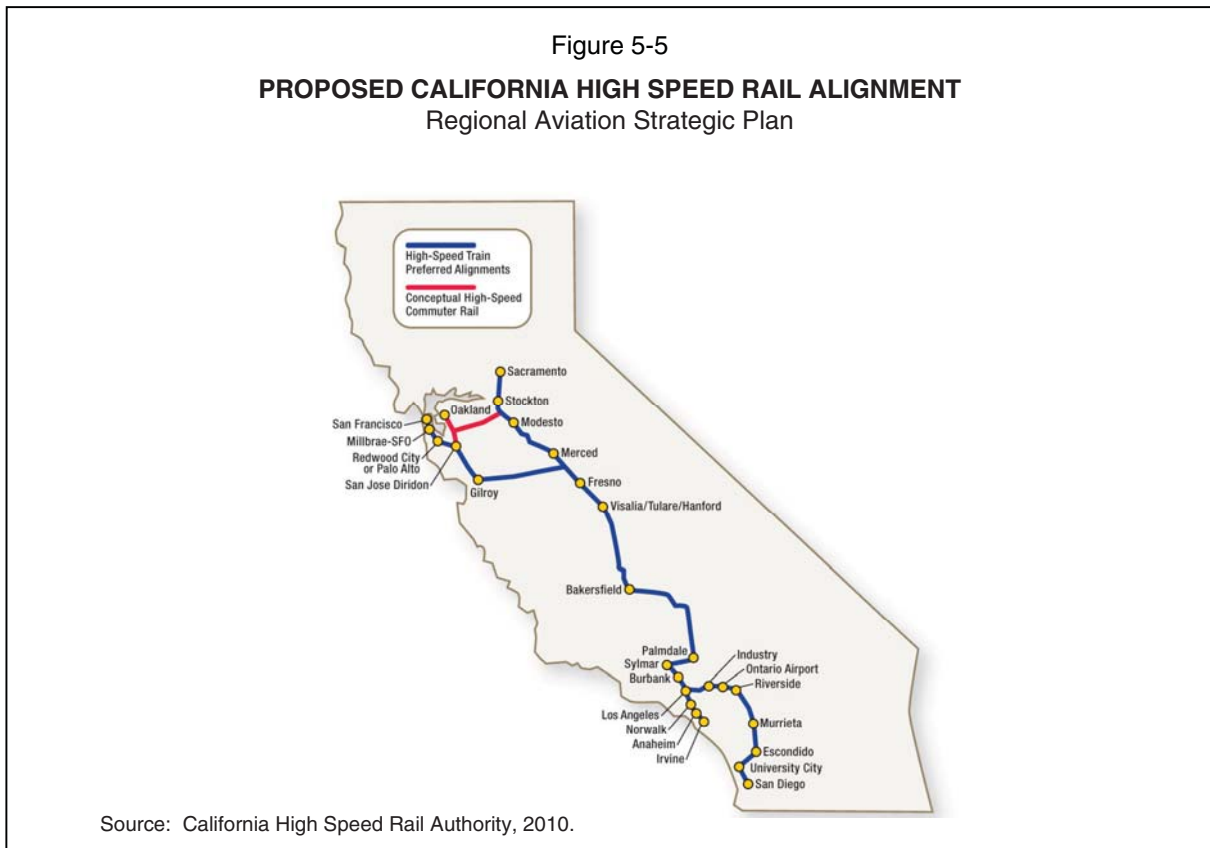 Figure 5-5
PROPOSED CALIFORNIA HIGH SPEED RAIL ALIGNMENT
Regional Aviation Strategic Plan
High-Speed Train
Preferred Alignments
Conceptual High-Speed
Commuter Rail
Sacramento
Stockton
Oakland
San Francisco
Modesto
Millbrae-SFO
Redwood City
or Palo Alto
Merced
San Jose Diridon
Gilroy
Fresno
Visalia/Tulare/Hanford
Bakersfield
Palmdale
Industry
Sylmar
Ontario Airport
Burbank
Riverside
Los Angeles
Norwalk
Murrieta
Anaheim
Irvine
Escondido
University City
San Diego
Source: California High Speed Rail Authority, 2010.